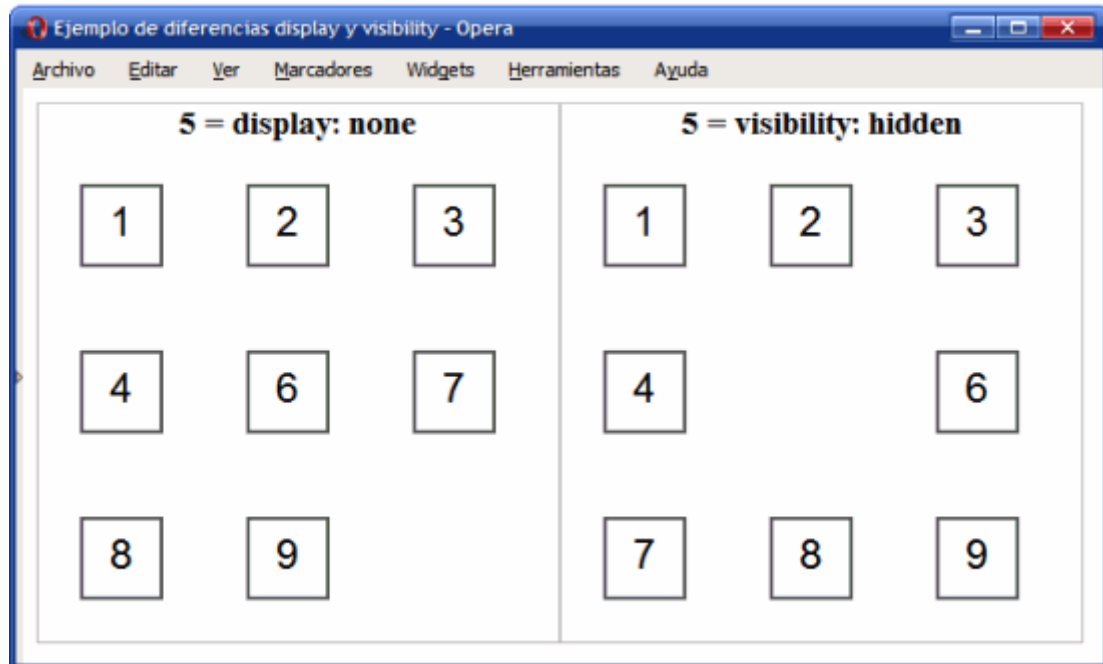 Ejemplo de diferencias display y visibility - Opera
Archivo Editar Ver Marcadores Widgets Herramientas Ayuda
5 = display: none
1 2 3
4 6 7
8 9
5 = visibility: hidden
1 2 3
4 6
7 8 9